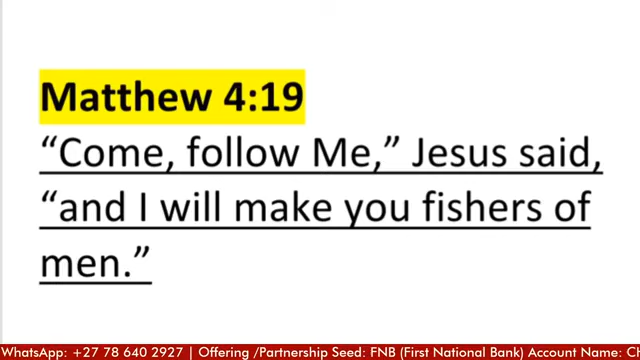 Matthew 4:19
“Come, follow Me,” Jesus said,
“and I will make you fishers of
men.”
WhatsApp: +27 78 640 2927 | Offering /Partnership Seed: FNB (First National Bank) Account Name: